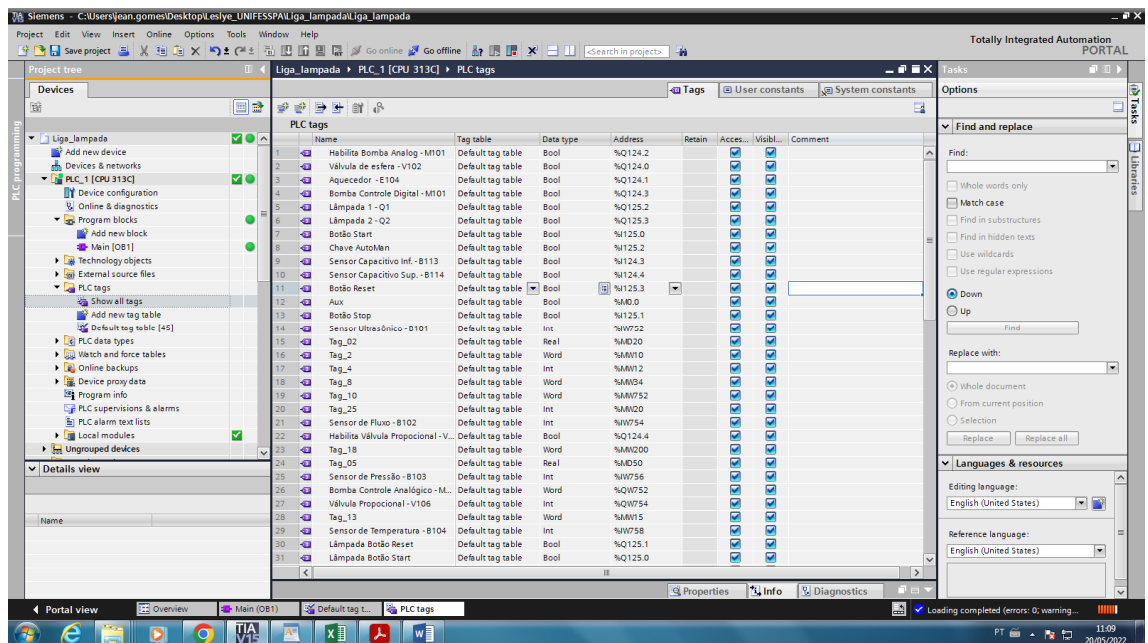 Siemens - C:\Users\jean.gomes\Desktop\Leslye_UNIFESSPA\Liga_lampada\Liga_lampada
Project Edit View Insert Online Options Tools Window Help
Totally Integrated Automation
PORTAL
Save project Go online Go offline <Search in project>
Project tree
Liga_lampada PLC_1 [CPU 313C] PLC tags
Tasks
Devices
Tags User constants System constants
Options
PLC tags
Name Tag table Data type Address Retain Acces... Visibl... Comment
1 Habilita Bomba Analog - M101 Default tag table Bool %Q124.2
2 Válvula de esfera - V102 Default tag table Bool %Q124.0
3 Aquecedor - E104 Default tag table Bool %Q124.1
4 Bomba Controle Digital - M101 Default tag table Bool %Q124.3
5 Lâmpada 1 - Q1 Default tag table Bool %Q125.2
6 Lâmpada 2 - Q2 Default tag table Bool %Q125.3
7 Botão Start Default tag table Bool %I125.0
8 Chave AutoMan Default tag table Bool %I125.2
9 Sensor Capacitivo Inf. - B113 Default tag table Bool %I124.3
10 Sensor Capacitivo Sup. - B114 Default tag table Bool %I124.4
11 Botão Reset Default tag table Bool %I125.3
12 Aux Default tag table Bool %M0.0
13 Botão Stop Default tag table Bool %I125.1
14 Sensor Ultrasônico - B101 Default tag table Int %IW752
15 Tag_02 Default tag table Real %MD20
16 Tag_2 Default tag table Word %MW10
17 Tag_4 Default tag table Int %MW12
18 Tag_8 Default tag table Word %MW34
19 Tag_10 Default tag table Word %MW752
20 Tag_25 Default tag table Int %MW20
21 Sensor de Fluxo - B102 Default tag table Int %IW754
22 Habilita Válvula Propocional - V... Default tag table Bool %Q124.4
23 Tag_18 Default tag table Word %MW200
24 Tag_05 Default tag table Real %MD50
25 Sensor de Pressão - B103 Default tag table Int %IW756
26 Bomba Controle Analógico - M... Default tag table Word %QW752
27 Válvula Propocional - V106 Default tag table Int %QW754
28 Tag_13 Default tag table Word %MW15
29 Sensor de Temperatura - B104 Default tag table Int %IW758
30 Lâmpada Botão Reset Default tag table Bool %Q125.1
31 Lâmpada Botão Start Default tag table Bool %Q125.0
PLC programming
Liga_lampada
Add new device
Devices & networks
PLC_1 [CPU 313C]
Device configuration
Online & diagnostics
Program blocks
Add new block
Main [OB1]
Technology objects
External source files
PLC tags
Show all tags
Add new tag table
Default tag table [45]
PLC data types
Watch and force tables
Online backups
Device proxy data
Program info
PLC supervisions & alarms
PLC alarm text lists
Local modules
Ungrouped devices
Details view
Name
Find and replace
Find:
Whole words only
Match case
Find in substructures
Find in hidden texts
Use wildcards
Use regular expressions
Down
Up
Find
Replace with:
Whole document
From current position
Selection
Replace Replace all
Languages & resources
Editing language:
English (United States)
Reference language:
English (United States)
Tasks
Libraries
Properties Info Diagnostics
Portal view Overview Main (OB1) Default tag t... PLC tags
Loading completed (errors: 0; warning...
TIA
V15
PT
11:09
20/05/2022